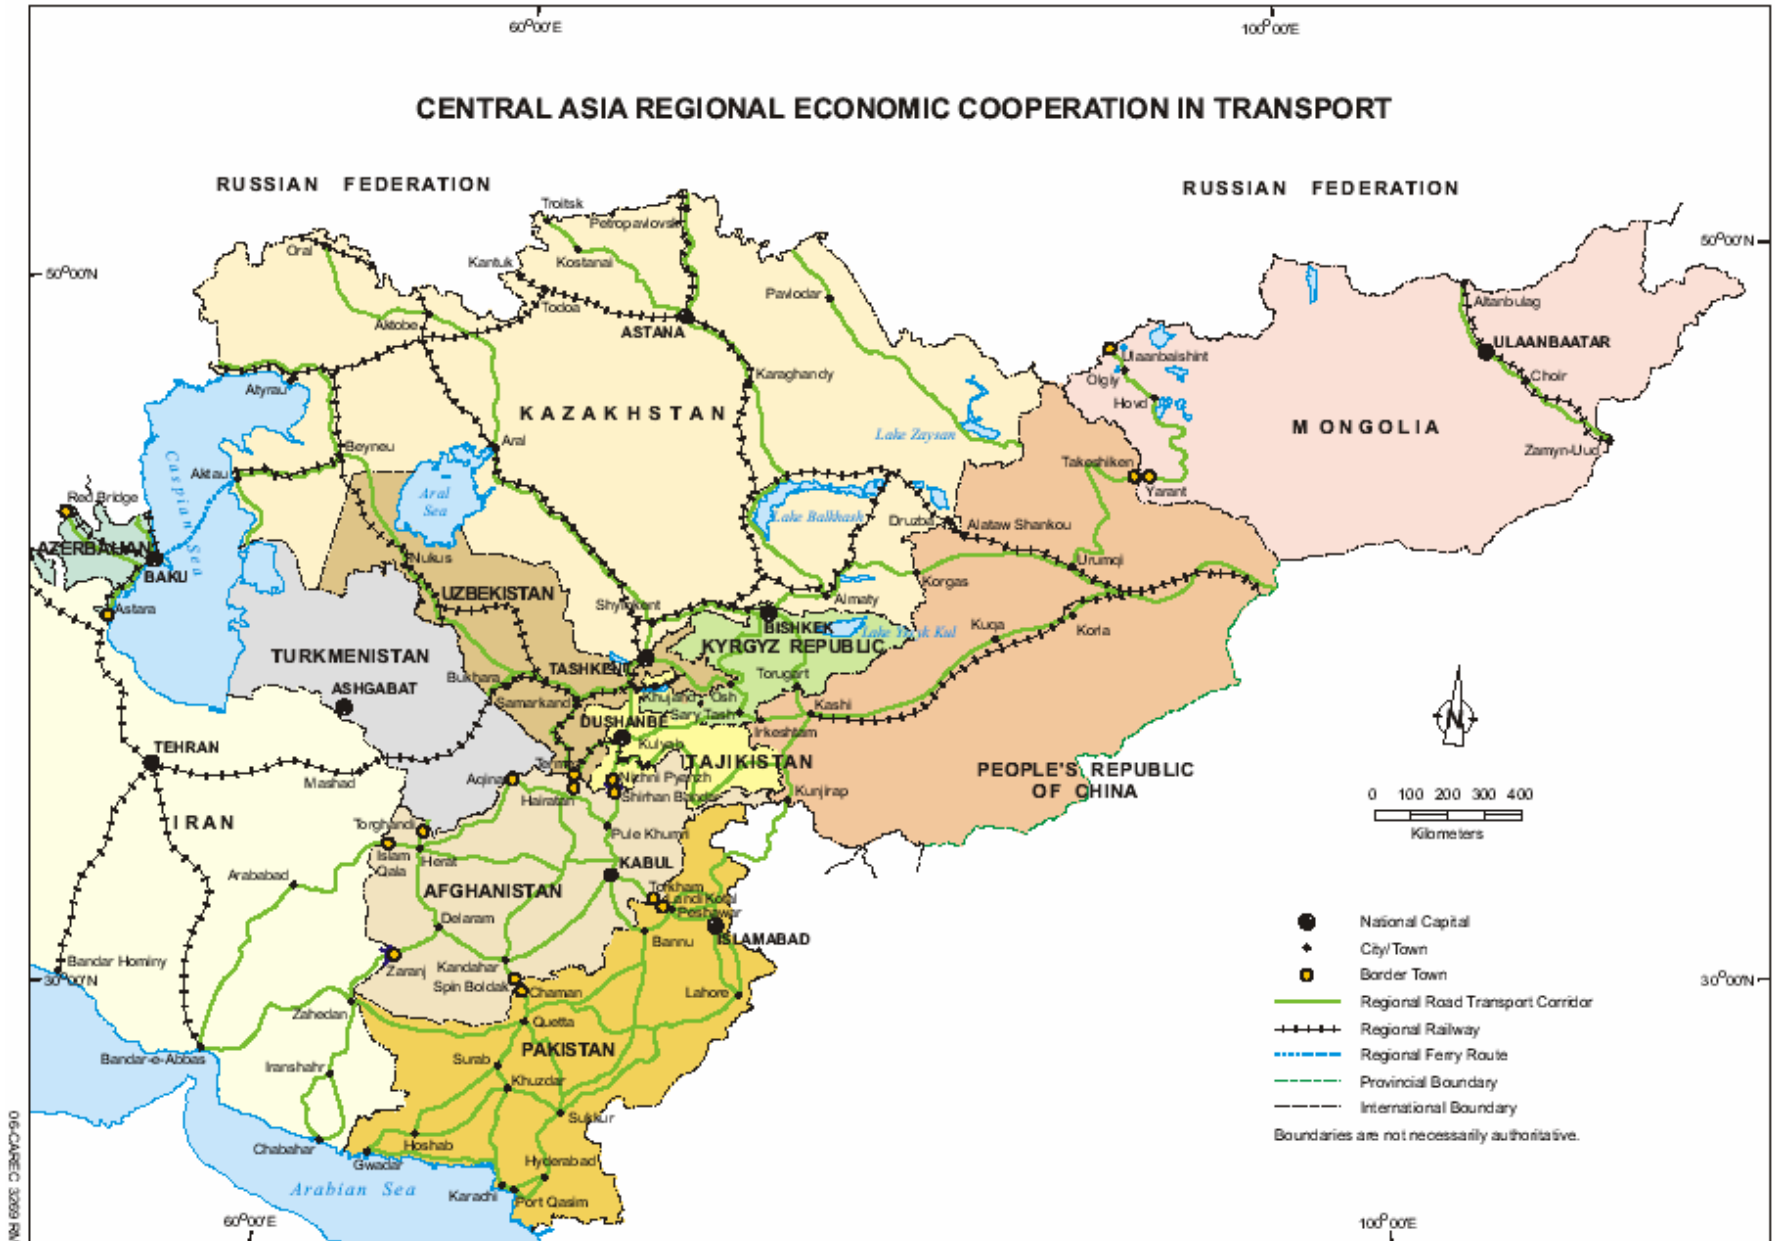 60°00'E
100°00'E
CENTRAL ASIA REGIONAL ECONOMIC COOPERATION IN TRANSPORT
RUSSIAN FEDERATION
RUSSIAN FEDERATION
50°00'N
50°00'N
Troitsk
Petropavlovsk
Oral
Kantuk
Kostanai
Todoa
Pavlodar
Aktobe
ASTANA
Altanbulag
ULAANBAATAR
Ulaanbaishint
Olgiy
Choir
Hovd
Karaghandy
Atyrau
KAZAKHSTAN
MONGOLIA
Lake Zaysan
Zamyn-Uud
Beyneu
Aral
Aktau
Takeshiken
Yarant
Caspian Sea
Red Bridge
Aral
Sea
Lake Balkhash
Druzba
Alataw Shankou
AZERBAIJAN
BAKU
Nukus
Urumqi
Korgas
UZBEKISTAN
Astara
Shymkent
Almaty
BISHKEK
Lake Ysyk Kul
Kuqa
Korla
KYRGYZ REPUBLIC
TURKMENISTAN
TASHKENT
Torugart
ASHGABAT
Bukhara
Samarkand
Khujand
Osh
Sary Tash
Kashi
DUSHANBE
Irkeshtam
TEHRAN
Kulyab
TAJIKISTAN
PEOPLE'S REPUBLIC
OF CHINA
Mashad
Aqina
Termez
Nizhni Pyanzh
Hairatan
Shirhan Bandar
Kunjirap
0 100 200 300 400
Kilometers
N
IRAN
Torghandi
Pule Khumri
Islam
Qala
Herat
KABUL
Arababad
AFGHANISTAN
Torkham
Landi Kotal
Peshawar
Delaram
Bannu
ISLAMABAD
National Capital
City/Town
Border Town
Regional Road Transport Corridor
Regional Railway
Regional Ferry Route
Provincial Boundary
International Boundary
Boundaries are not necessarily authoritative.
Bandar Hominy
30°00'N
30°00'N
Zaranj
Kandahar
Spin Boldak
Chaman
Lahore
Zahedan
Quetta
Bandar-e-Abbas
Iranshahr
Surab
PAKISTAN
Khuzdar
Sukkur
Chabahar
Hoshab
Gwadar
Hyderabad
Arabian Sea
Karachi
Port Qasim
60°00'E
100°00'E
06-CAREC 3269 RM